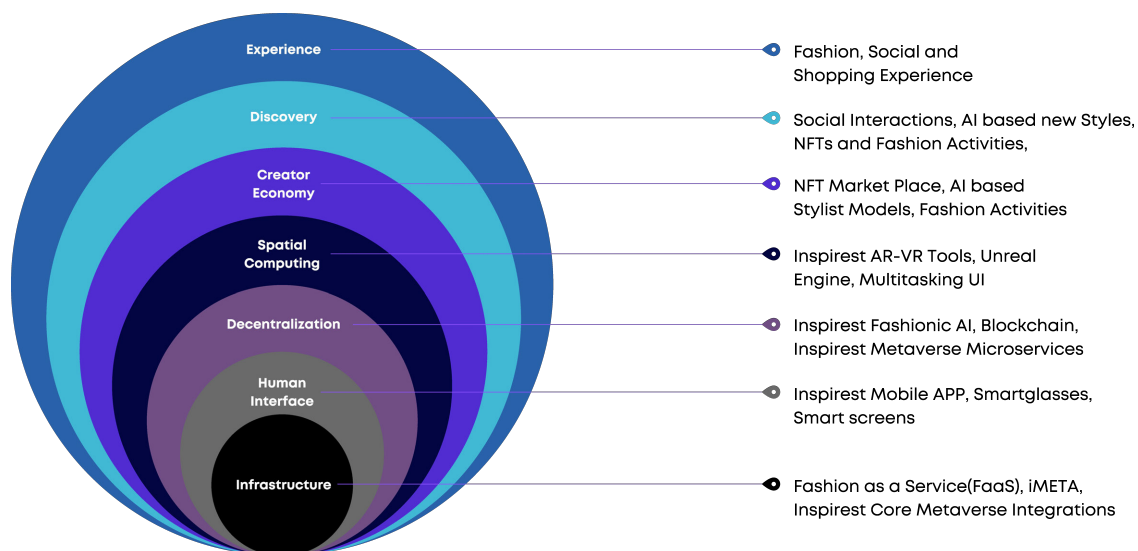 Experience
Fashion, Social and
Shopping Experience
Discovery
Social Interactions, AI based new Styles,
NFTs and Fashion Activities,
Creator
Economy
NFT Market Place, AI based
Stylist Models, Fashion Activities
Spatial
Computing
Inspirest AR-VR Tools, Unreal
Engine, Multitasking UI
Decentralization
Inspirest Fashionic AI, Blockchain,
Inspirest Metaverse Microservices
Human
Interface
Inspirest Mobile APP, Smartglasses,
Smart screens
Infrastructure
Fashion as a Service(FaaS), iMETA,
Inspirest Core Metaverse Integrations